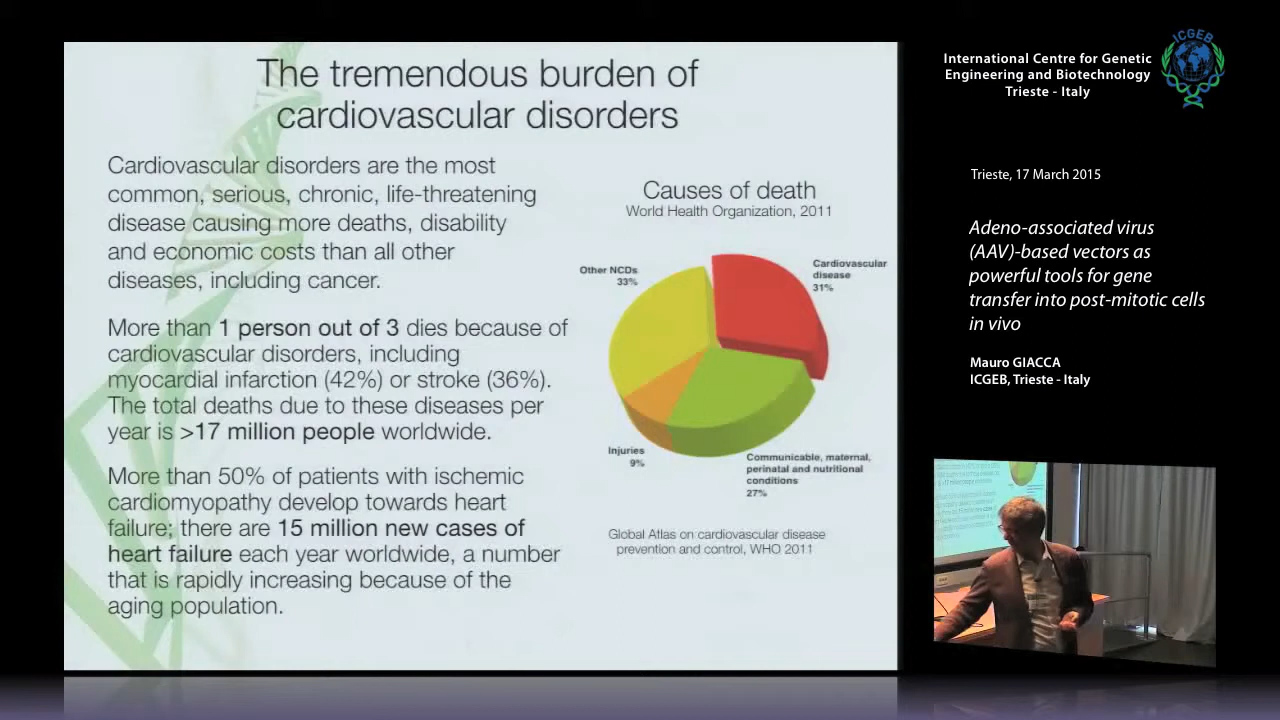 The tremendous burden of
cardiovascular disorders
Cardiovascular disorders are the most
common, serious, chronic, life-threatening
disease causing more deaths, disability
and economic costs than all other
diseases, including cancer.
More than 1 person out of 3 dies because of
cardiovascular disorders, including
myocardial infarction (42%) or stroke (36%).
The total deaths due to these diseases per
year is >17 million people worldwide.
More than 50% of patients with ischemic
cardiomyopathy develop towards heart
failure; there are 15 million new cases of
heart failure each year worldwide, a number
that is rapidly increasing because of the
aging population.
Causes of death
World Health Organization, 2011
Other NCDs
33%
Cardiovascular
disease
31%
Injuries
9%
Communicable, maternal,
perinatal and nutritional
conditions
27%
Global Atlas on cardiovascular disease
prevention and control, WHO 2011
International Centre for Genetic
Engineering and Biotechnology
Trieste - Italy
ICGEB
Trieste, 17 March 2015
Adeno-associated virus
(AAV)-based vectors as
powerful tools for gene
transfer into post-mitotic cells
in vivo
Mauro GIACCA
ICGEB, Trieste - Italy